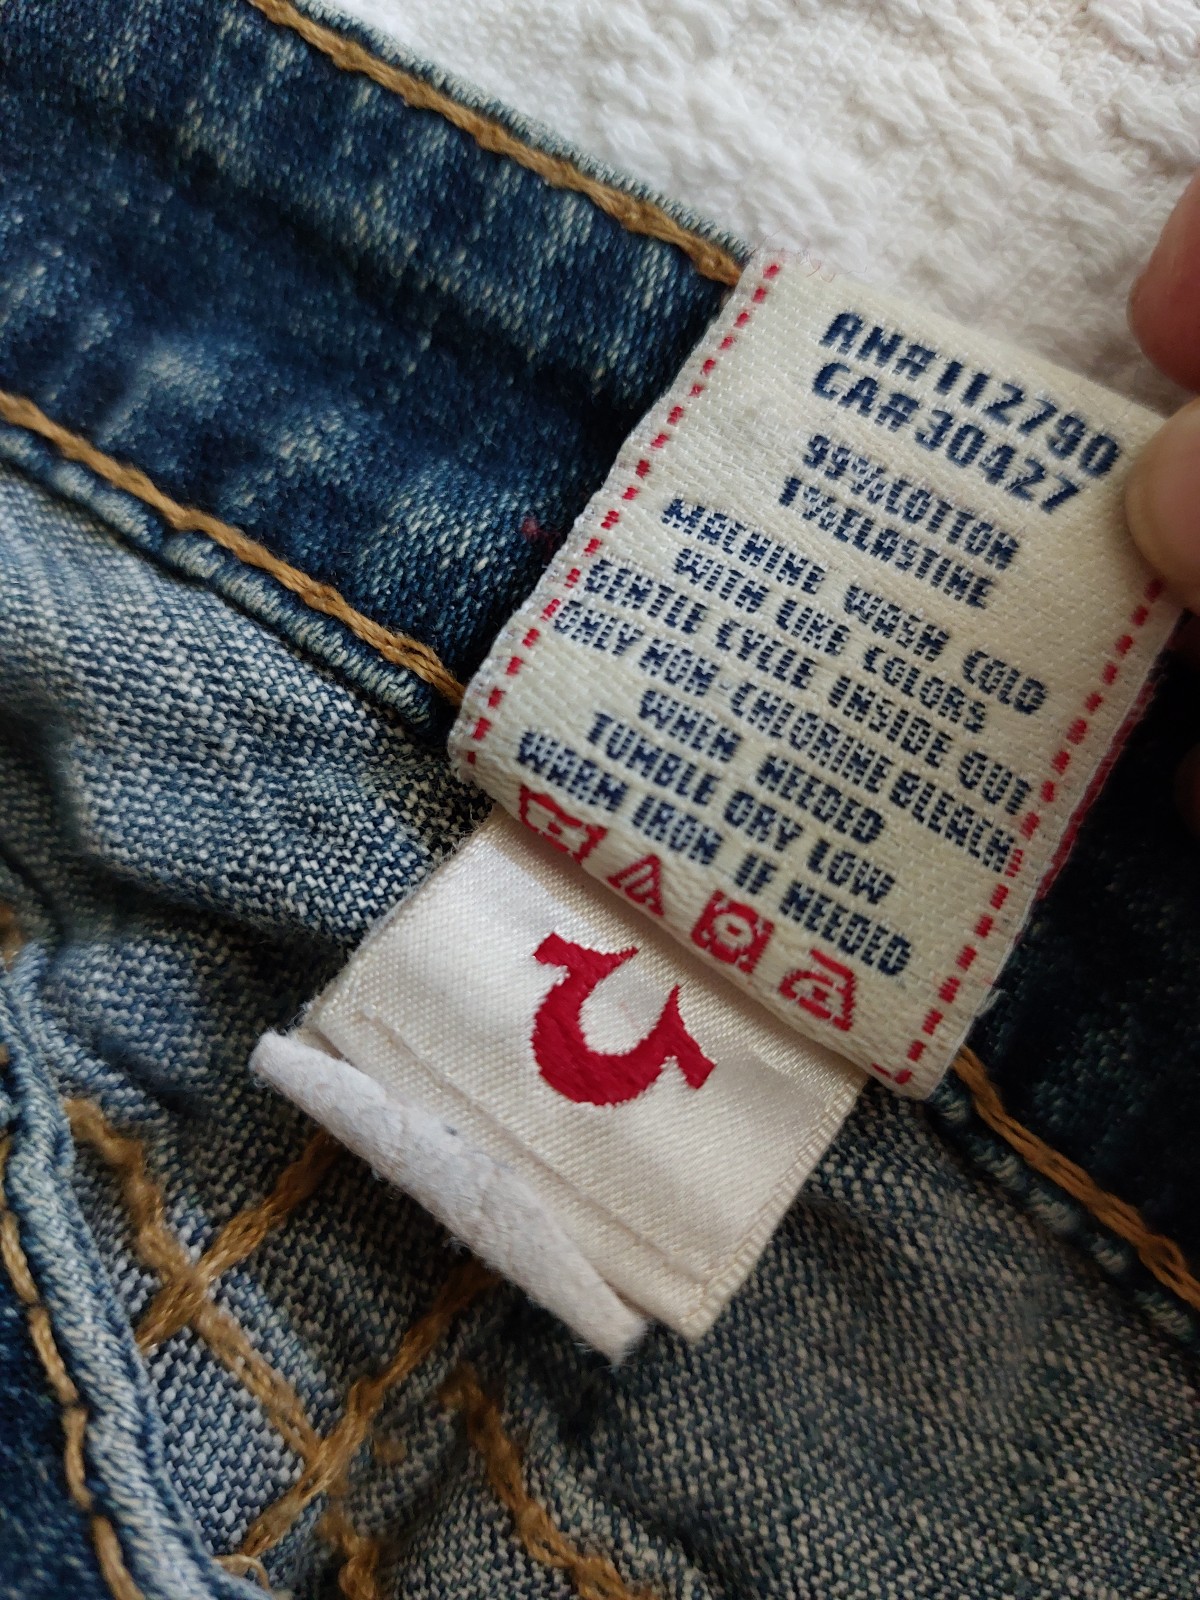 RN#112790
CA#30427
99%COTTON
1%ELASTINE
MACHINE WASH COLD
WITH LIKE COLORS
GENTLE CYCLE INSIDE OUT
ONLY NON-CHLORINE BLEACH
WHEN NEEDED
TUMBLE DRY LOW
WARM IRON IF NEEDED